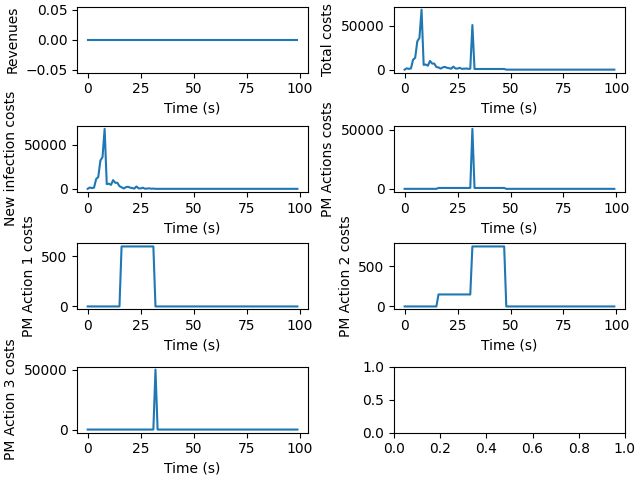 Revenues
0.05
0.00
−0.05
0 25 50 75 100
Time (s)
Total costs
50000
0
0 25 50 75 100
Time (s)
New infection costs
50000
0
0 25 50 75 100
Time (s)
PM Actions costs
50000
0
0 25 50 75 100
Time (s)
PM Action 1 costs
500
0
0 25 50 75 100
Time (s)
PM Action 2 costs
500
0
0 25 50 75 100
Time (s)
PM Action 3 costs
50000
0
0 25 50 75 100
Time (s)
1.0
0.5
0.0
0.0 0.2 0.4 0.6 0.8 1.0